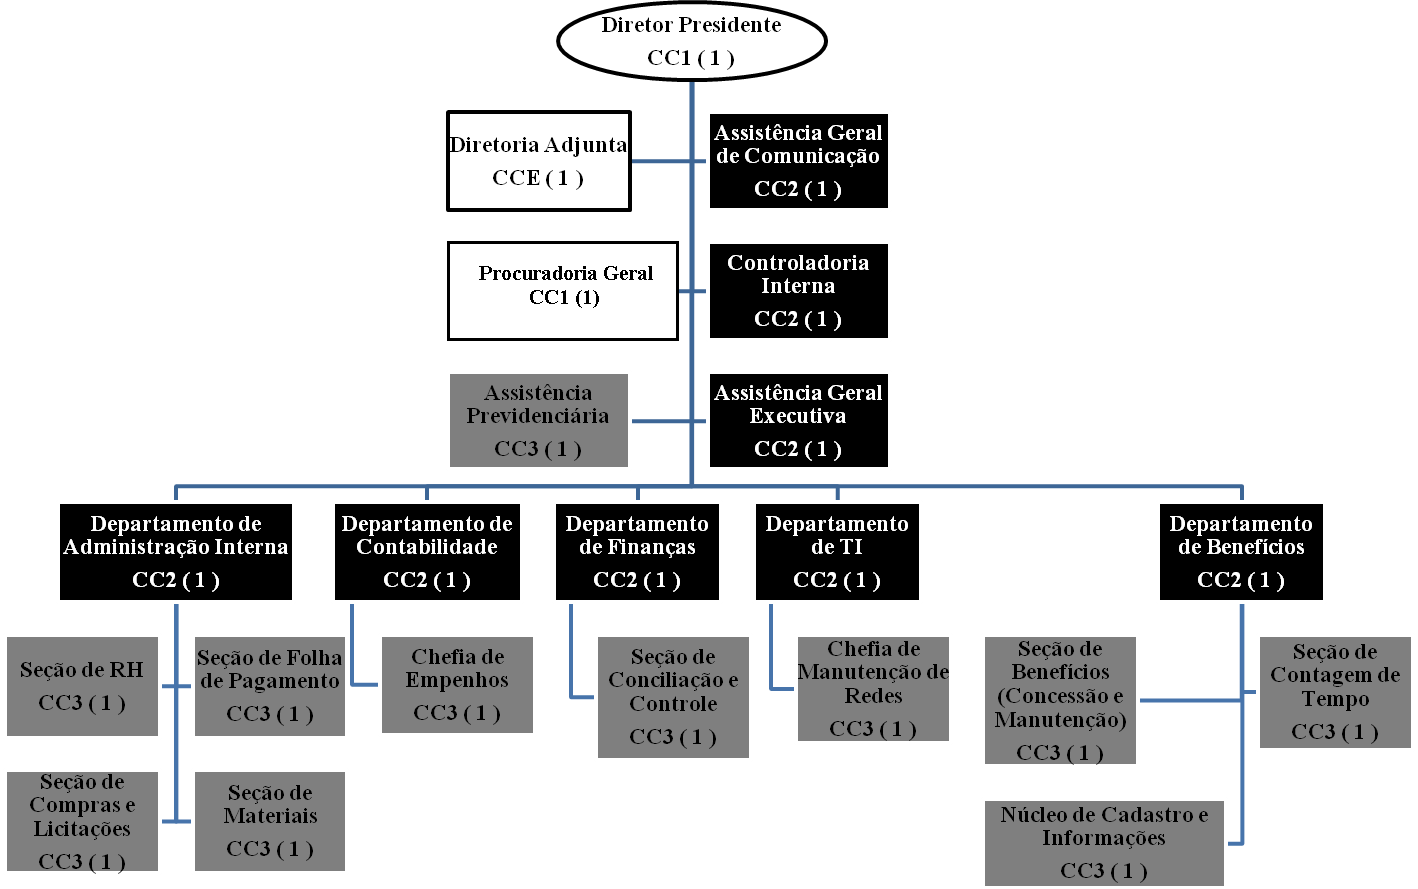 Diretor Presidente
CC1 ( 1 )
Diretoria Adjunta
CCE ( 1 )
Assistência Geral
de Comunicação
CC2 ( 1 )
Procuradoria Geral
CC1 (1)
Controladoria
Interna
CC2 ( 1 )
Assistência
Previdenciária
CC3 ( 1 )
Assistência Geral
Executiva
CC2 ( 1 )
Departamento de
Administração Interna
CC2 ( 1 )
Departamento de
Contabilidade
CC2 ( 1 )
Departamento
de Finanças
CC2 ( 1 )
Departamento
de TI
CC2 ( 1 )
Departamento
de Benefícios
CC2 ( 1 )
Seção de RH
CC3 ( 1 )
Seção de Folha
de Pagamento
CC3 ( 1 )
Seção de
Compras e
Licitações
CC3 ( 1 )
Seção de
Materiais
CC3 ( 1 )
Chefia de
Empenhos
CC3 ( 1 )
Seção de
Conciliação e
Controle
CC3 ( 1 )
Chefia de
Manutenção de
Redes
CC3 ( 1 )
Seção de
Benefícios
(Concessão e
Manutenção)
CC3 ( 1 )
Seção de
Contagem de
Tempo
CC3 ( 1 )
Núcleo de Cadastro e
Informações
CC3 ( 1 )